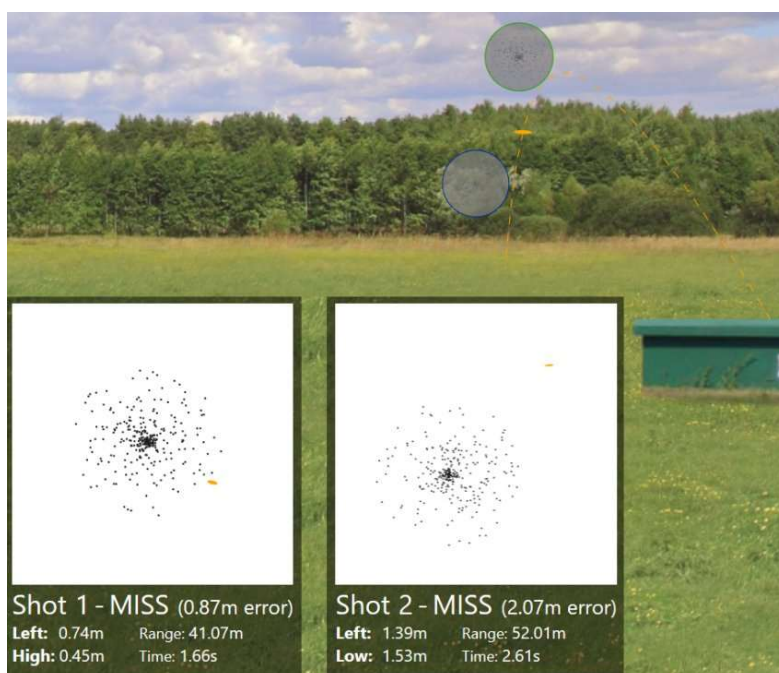 Shot 1 - MISS (0.87m error)
Left: 0.74m Range: 41.07m
High: 0.45m Time: 1.66s
Shot 2 - MISS (2.07m error)
Left: 1.39m Range: 52.01m
Low: 1.53m Time: 2.61s